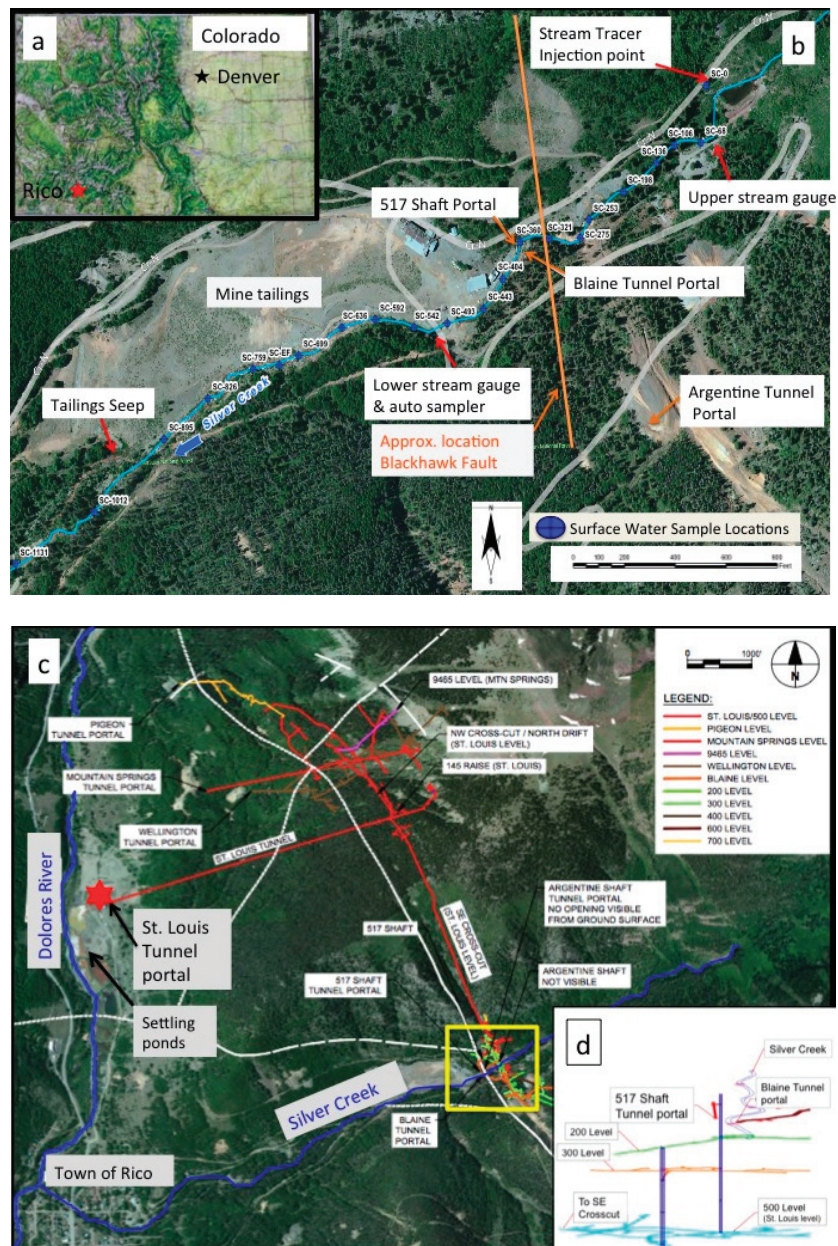 a
Colorado
Denver
Rico
b
Stream Tracer
Injection point
SC-0
SC-68
SC-106
SC-136
SC-198
SC-253
SC-275
SC-321
SC-360
SC-404
SC-443
SC-493
SC-542
SC-592
SC-636
SC-699
SC-EF
SC-759
SC-826
SC-895
SC-1012
SC-1131
Upper stream gauge
517 Shaft Portal
Blaine Tunnel Portal
Mine tailings
Lower stream gauge
& auto sampler
Argentine Tunnel
Portal
Tailings Seep
Silver Creek
Approx. location
Blackhawk Fault
N
S
Surface Water Sample Locations
0 100 200 400 600 800
Feet
c
0 1000'
N
LEGEND:
ST. LOUIS/500 LEVEL
PIGEON LEVEL
MOUNTAIN SPRINGS LEVEL
9465 LEVEL
WELLINGTON LEVEL
BLAINE LEVEL
200 LEVEL
300 LEVEL
400 LEVEL
600 LEVEL
700 LEVEL
9465 LEVEL (MTN SPRINGS)
PIGEON
TUNNEL PORTAL
NW CROSS-CUT / NORTH DRIFT
(ST. LOUIS LEVEL)
145 RAISE (ST. LOUIS)
MOUNTAIN SPRINGS
TUNNEL PORTAL
WELLINGTON
TUNNEL PORTAL
ST. LOUIS TUNNEL
Dolores River
St. Louis
Tunnel
portal
Settling
ponds
SE CROSS-CUT
(ST. LOUIS LEVEL)
ARGENTINE SHAFT
TUNNEL PORTAL
NO OPENING VISIBLE
FROM GROUND SURFACE
517 SHAFT
517 SHAFT
TUNNEL PORTAL
ARGENTINE SHAFT
NOT VISIBLE
Silver Creek
BLAINE
TUNNEL
PORTAL
Town of Rico
d
Silver Creek
517 Shaft
Tunnel portal
Blaine Tunnel
portal
200 Level
300 Level
To SE
Crosscut
500 Level
(St. Louis level)